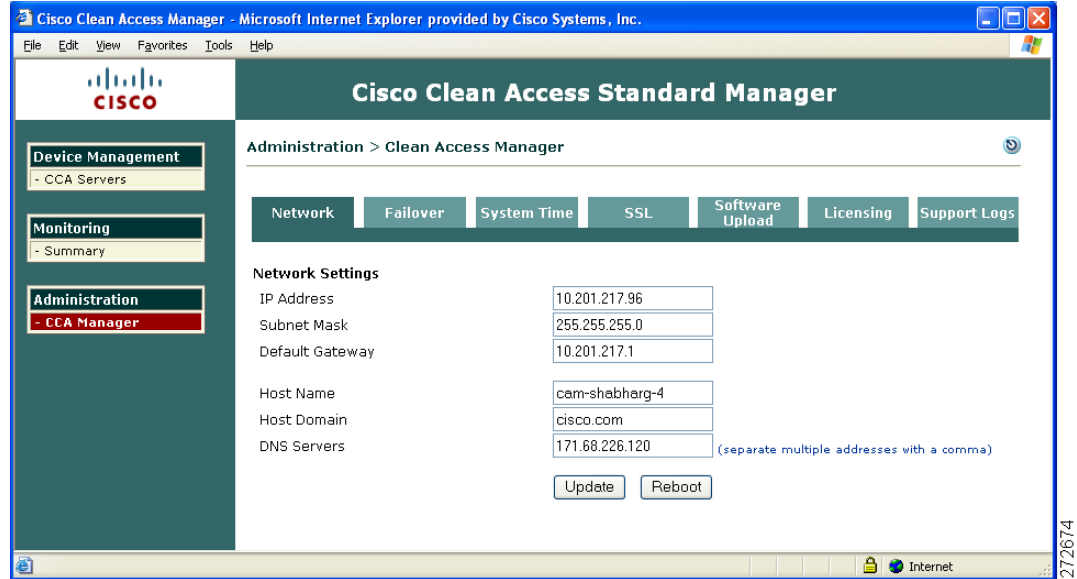 Cisco Clean Access Manager - Microsoft Internet Explorer provided by Cisco Systems, Inc.
File Edit View Favorites Tools Help
CISCO
Cisco Clean Access Standard Manager
Device Management
- CCA Servers
Monitoring
- Summary
Administration
- CCA Manager
Administration > Clean Access Manager
Network Failover System Time SSL Software Upload Licensing Support Logs
Network Settings
IP Address 10.201.217.96
Subnet Mask 255.255.255.0
Default Gateway 10.201.217.1
Host Name cam-shabharg-4
Host Domain cisco.com
DNS Servers 171.68.226.120 (separate multiple addresses with a comma)
Update Reboot
Internet
272674